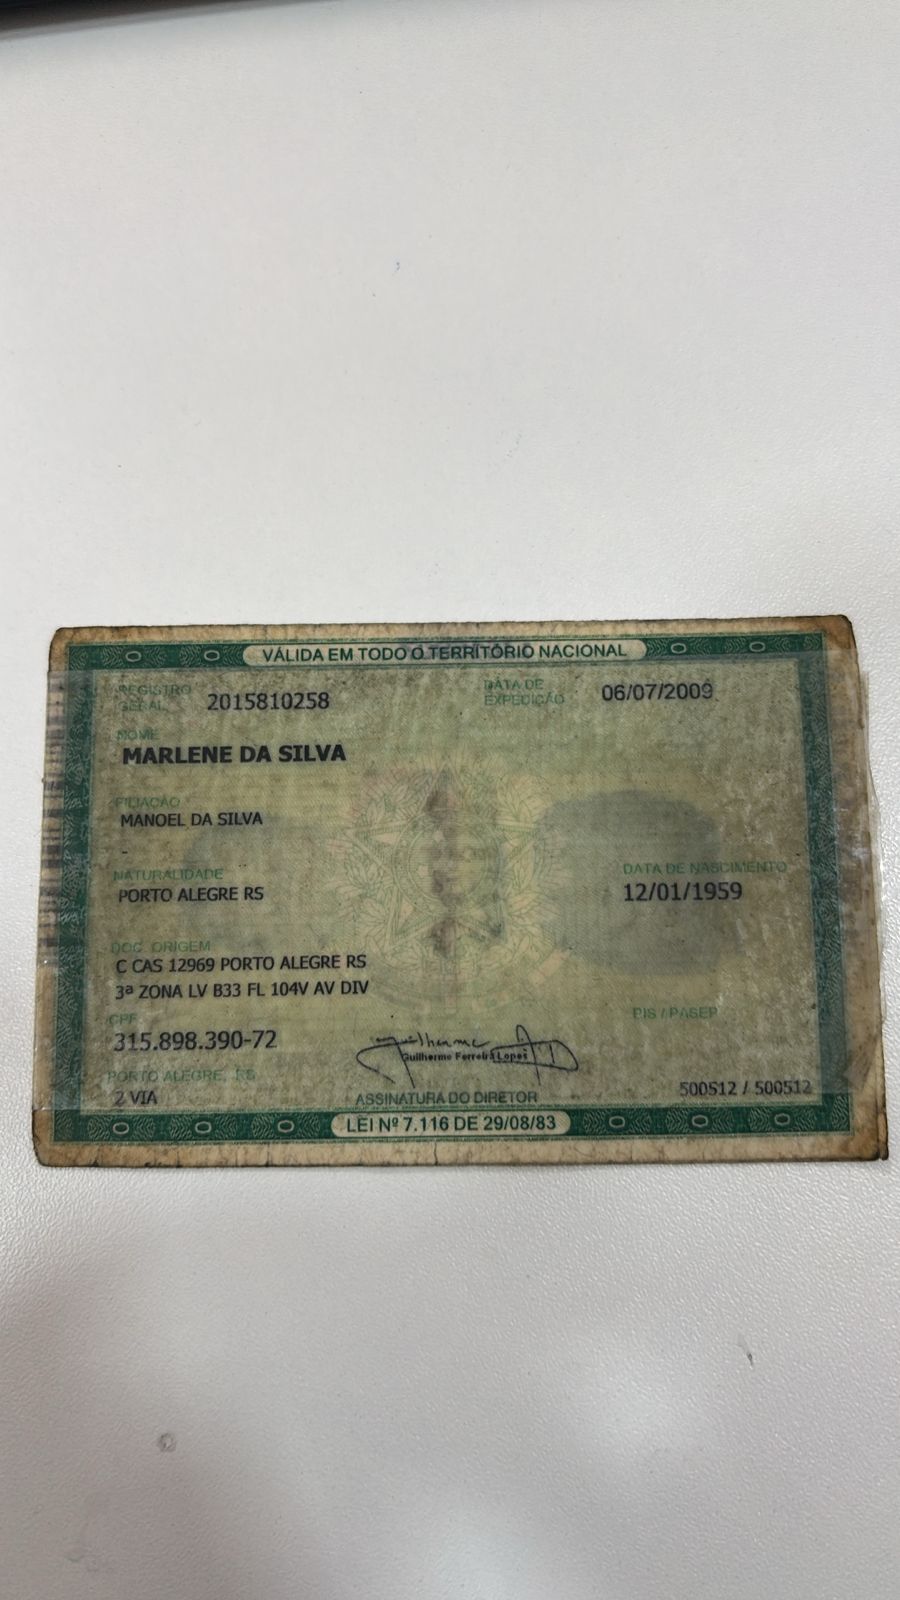 VÁLIDA EM TODO O TERRITÓRIO NACIONAL
REGISTRO GERAL 2015810258 DATA DE EXPEDIÇÃO 06/07/2009
NOME
MARLENE DA SILVA
FILIAÇÃO
MANOEL DA SILVA
-
NATURALIDADE
PORTO ALEGRE RS
DATA DE NASCIMENTO
12/01/1959
DOC ORIGEM
C CAS 12969 PORTO ALEGRE RS
3ª ZONA LV B33 FL 104V AV DIV
CPF
315.898.390-72
PIS / PASEP
Guilherme Ferreira Lopes
PORTO ALEGRE, RS
2 VIA
ASSINATURA DO DIRETOR
500512 / 500512
LEI Nº 7.116 DE 29/08/83